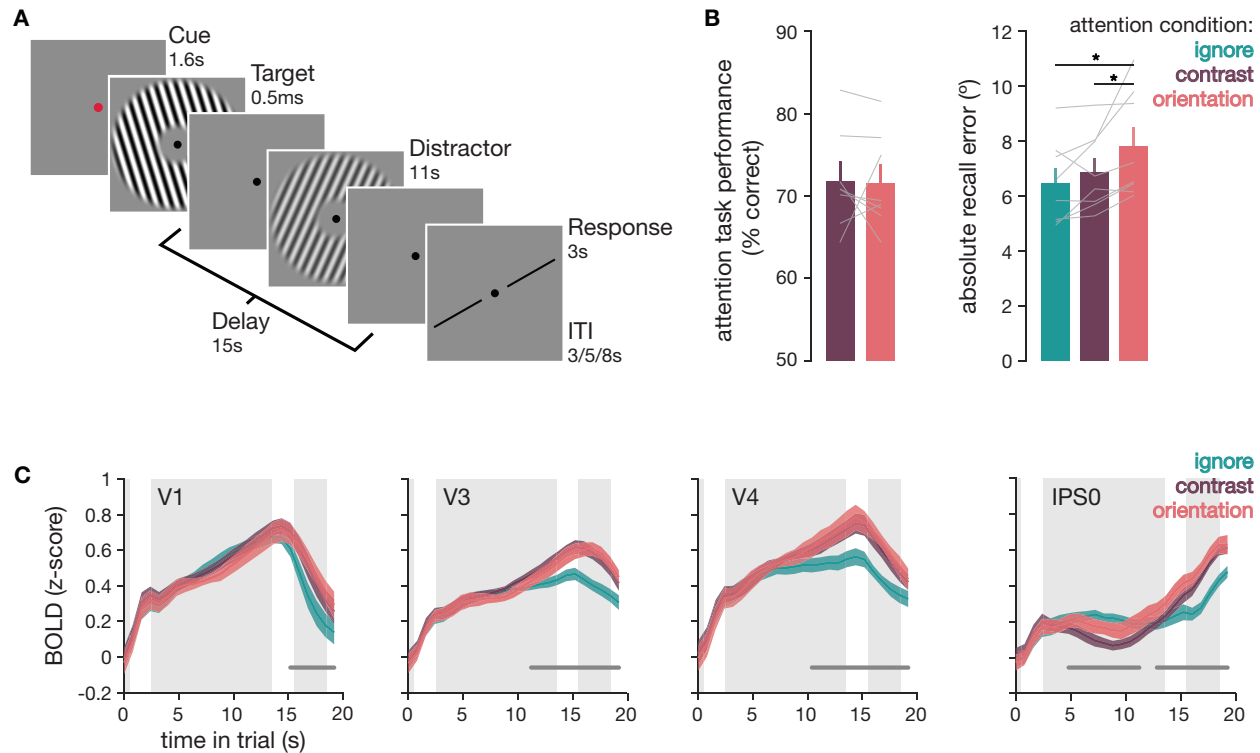 A
Cue
1.6s
Target
0.5ms
Distractor
11s
Response
3s
Delay
15s
ITI
3/5/8s
B
attention task performance
(% correct)
90
80
70
60
50
absolute recall error (º)
12
10
8
6
4
2
0
attention condition:
ignore
contrast
orientation
*
*
C
BOLD (z-score)
1
0.8
0.6
0.4
0.2
0
-0.2
V1
0 5 10 15 20
time in trial (s)
V3
0 5 10 15 20
V4
0 5 10 15 20
IPS0
0 5 10 15 20
ignore
contrast
orientation